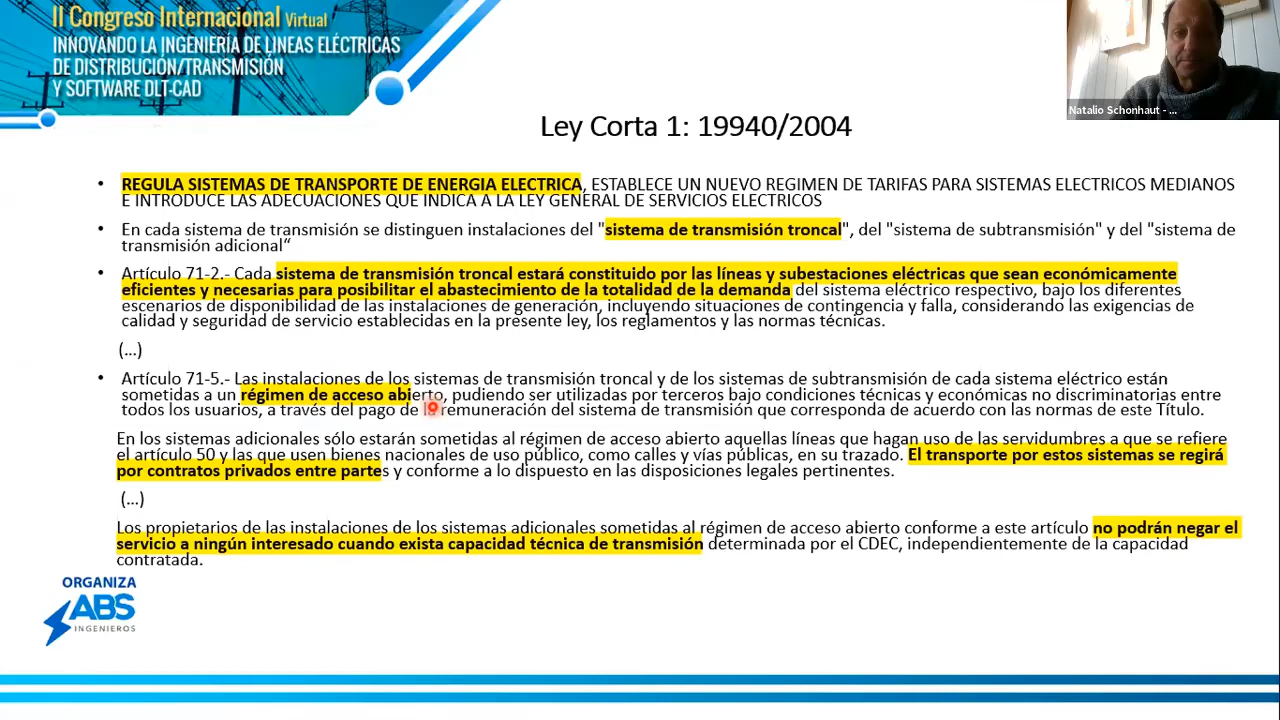 II Congreso Internacional Virtual
INNOVANDO LA INGENIERÍA DE LINEAS ELÉCTRICAS
DE DISTRIBUCIÓN/TRANSMISIÓN
Y SOFTWARE DLT-CAD
Natalio Schonhaut - ...
Ley Corta 1: 19940/2004
• REGULA SISTEMAS DE TRANSPORTE DE ENERGIA ELECTRICA, ESTABLECE UN NUEVO REGIMEN DE TARIFAS PARA SISTEMAS ELECTRICOS MEDIANOS
E INTRODUCE LAS ADECUACIONES QUE INDICA A LA LEY GENERAL DE SERVICIOS ELECTRICOS
• En cada sistema de transmisión se distinguen instalaciones del "sistema de transmisión troncal", del "sistema de subtransmisión" y del "sistema de
transmisión adicional“
• Artículo 71-2.- Cada sistema de transmisión troncal estará constituido por las líneas y subestaciones eléctricas que sean económicamente
eficientes y necesarias para posibilitar el abastecimiento de la totalidad de la demanda del sistema eléctrico respectivo, bajo los diferentes
escenarios de disponibilidad de las instalaciones de generación, incluyendo situaciones de contingencia y falla, considerando las exigencias de
calidad y seguridad de servicio establecidas en la presente ley, los reglamentos y las normas técnicas.
(...)
• Artículo 71-5.- Las instalaciones de los sistemas de transmisión troncal y de los sistemas de subtransmisión de cada sistema eléctrico están
sometidas a un régimen de acceso abierto, pudiendo ser utilizadas por terceros bajo condiciones técnicas y económicas no discriminatorias entre
todos los usuarios, a través del pago de la remuneración del sistema de transmisión que corresponda de acuerdo con las normas de este Título.
En los sistemas adicionales sólo estarán sometidas al régimen de acceso abierto aquellas líneas que hagan uso de las servidumbres a que se refiere
el artículo 50 y las que usen bienes nacionales de uso público, como calles y vías públicas, en su trazado. El transporte por estos sistemas se regirá
por contratos privados entre partes y conforme a lo dispuesto en las disposiciones legales pertinentes.
(...)
Los propietarios de las instalaciones de los sistemas adicionales sometidas al régimen de acceso abierto conforme a este artículo no podrán negar el
servicio a ningún interesado cuando exista capacidad técnica de transmisión determinada por el CDEC, independientemente de la capacidad
contratada.
ORGANIZA
ABS
INGENIEROS